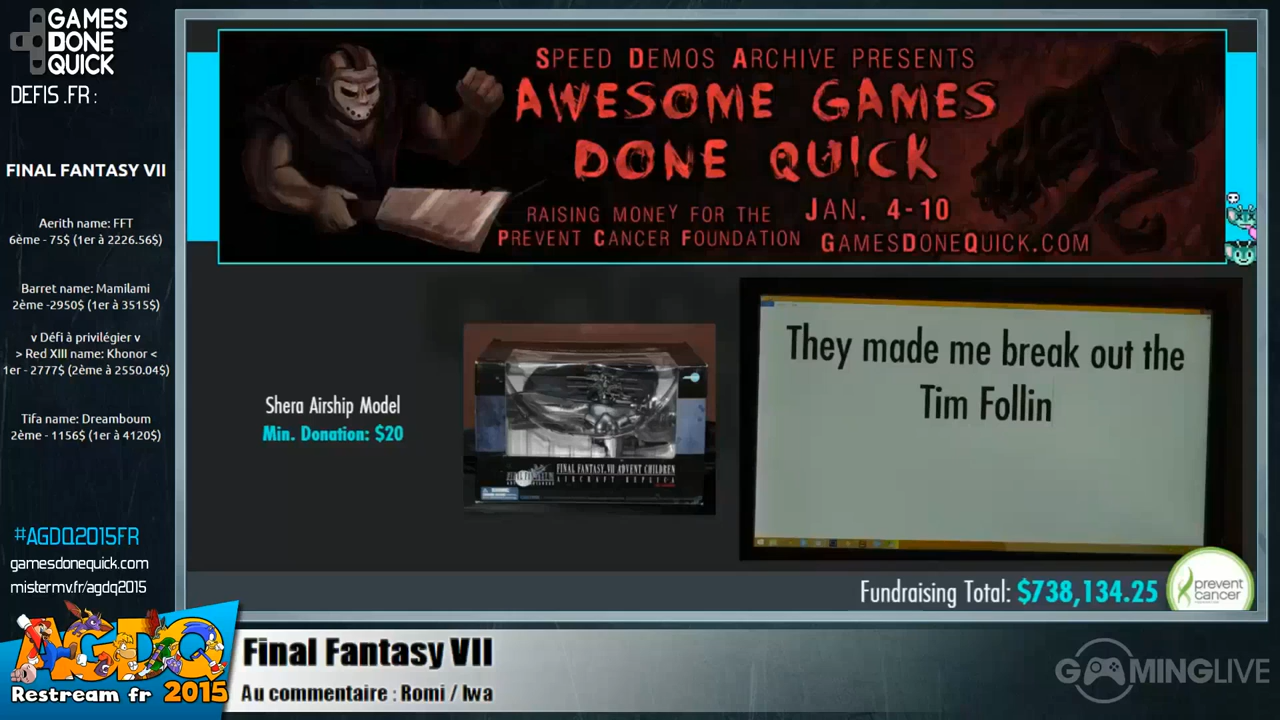 GAMES
DONE
QUICK
DEFIS .FR :
FINAL FANTASY VII
Aerith name: FFT
6ème - 75$ (1er à 2226.56$)
Barret name: Mamilami
2ème -2950$ (1er à 3515$)
v Défi à privilégier v
> Red XIII name: Khonor <
1er - 2777$ (2ème à 2550.04$)
Tifa name: Dreamboum
2ème - 1156$ (1er à 4120$)
#AGDQ2015FR
gamesdonequick.com
mistermv.fr/agdq2015
AGDQ
Restream fr 2015
SPEED DEMOS ARCHIVE PRESENTS
AWESOME GAMES
DONE QUICK
RAISING MONEY FOR THE
PREVENT CANCER FOUNDATION
JAN. 4-10
GAMESDONEQUICK.COM
Shera Airship Model
Min. Donation: $20
FINAL FANTASY VII ADVENT CHILDREN
AIRCRAFT REPLICA
They made me break out the
Tim Follin
Fundraising Total: $738,134.25
prevent
cancer
Final Fantasy VII
Au commentaire : Romi / Iwa
GAMINGLIVE